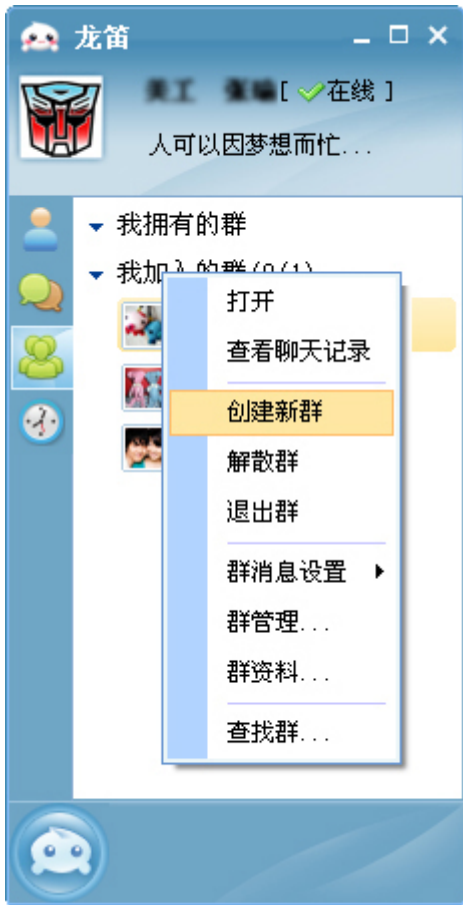 龙笛
[在线]
人可以因梦想而忙...
我拥有的群
我加入的群(0/1)
打开
查看聊天记录
创建新群
解散群
退出群
群消息设置
群管理...
群资料...
查找群...